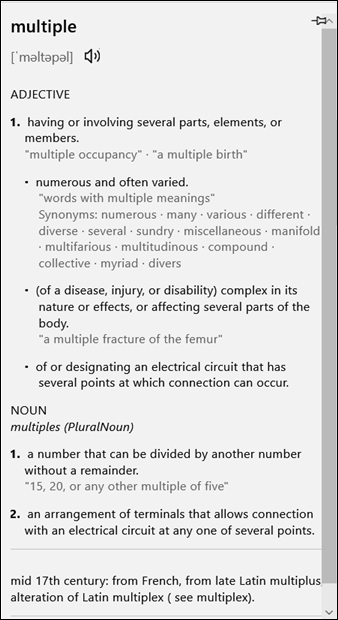 multiple
[ˈməltəpəl]
ADJECTIVE
1. having or involving several parts, elements, or
members.
"multiple occupancy" · "a multiple birth"
• numerous and often varied.
"words with multiple meanings"
Synonyms: numerous · many · various · different ·
diverse · several · sundry · miscellaneous · manifold
· multifarious · multitudinous · compound ·
collective · myriad · divers
• (of a disease, injury, or disability) complex in its
nature or effects, or affecting several parts of the
body.
"a multiple fracture of the femur"
• of or designating an electrical circuit that has
several points at which connection can occur.
NOUN
multiples (PluralNoun)
1. a number that can be divided by another number
without a remainder.
"15, 20, or any other multiple of five"
2. an arrangement of terminals that allows connection
with an electrical circuit at any one of several points.
mid 17th century: from French, from late Latin multiplus
alteration of Latin multiplex ( see multiplex).